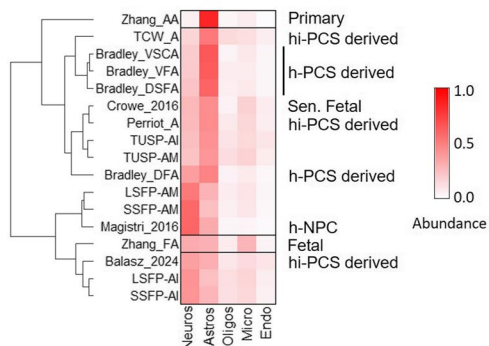 Zhang_AA Primary
TCW_A hi-PCS derived
Bradley_VSCA
Bradley_VFA h-PCS derived
Bradley_DSFA
Crowe_2016 Sen. Fetal
Perriot_A hi-PCS derived
TUSP-AI
TUSP-AM
Bradley_DFA h-PCS derived
LSFP-AM
SSFP-AM
Magistri_2016 h-NPC
Zhang_FA Fetal
Balasz_2024 hi-PCS derived
LSFP-AI
SSFP-AI
Neuros Astros Oligos Micro Endo
1.0
0.5
0.0
Abundance